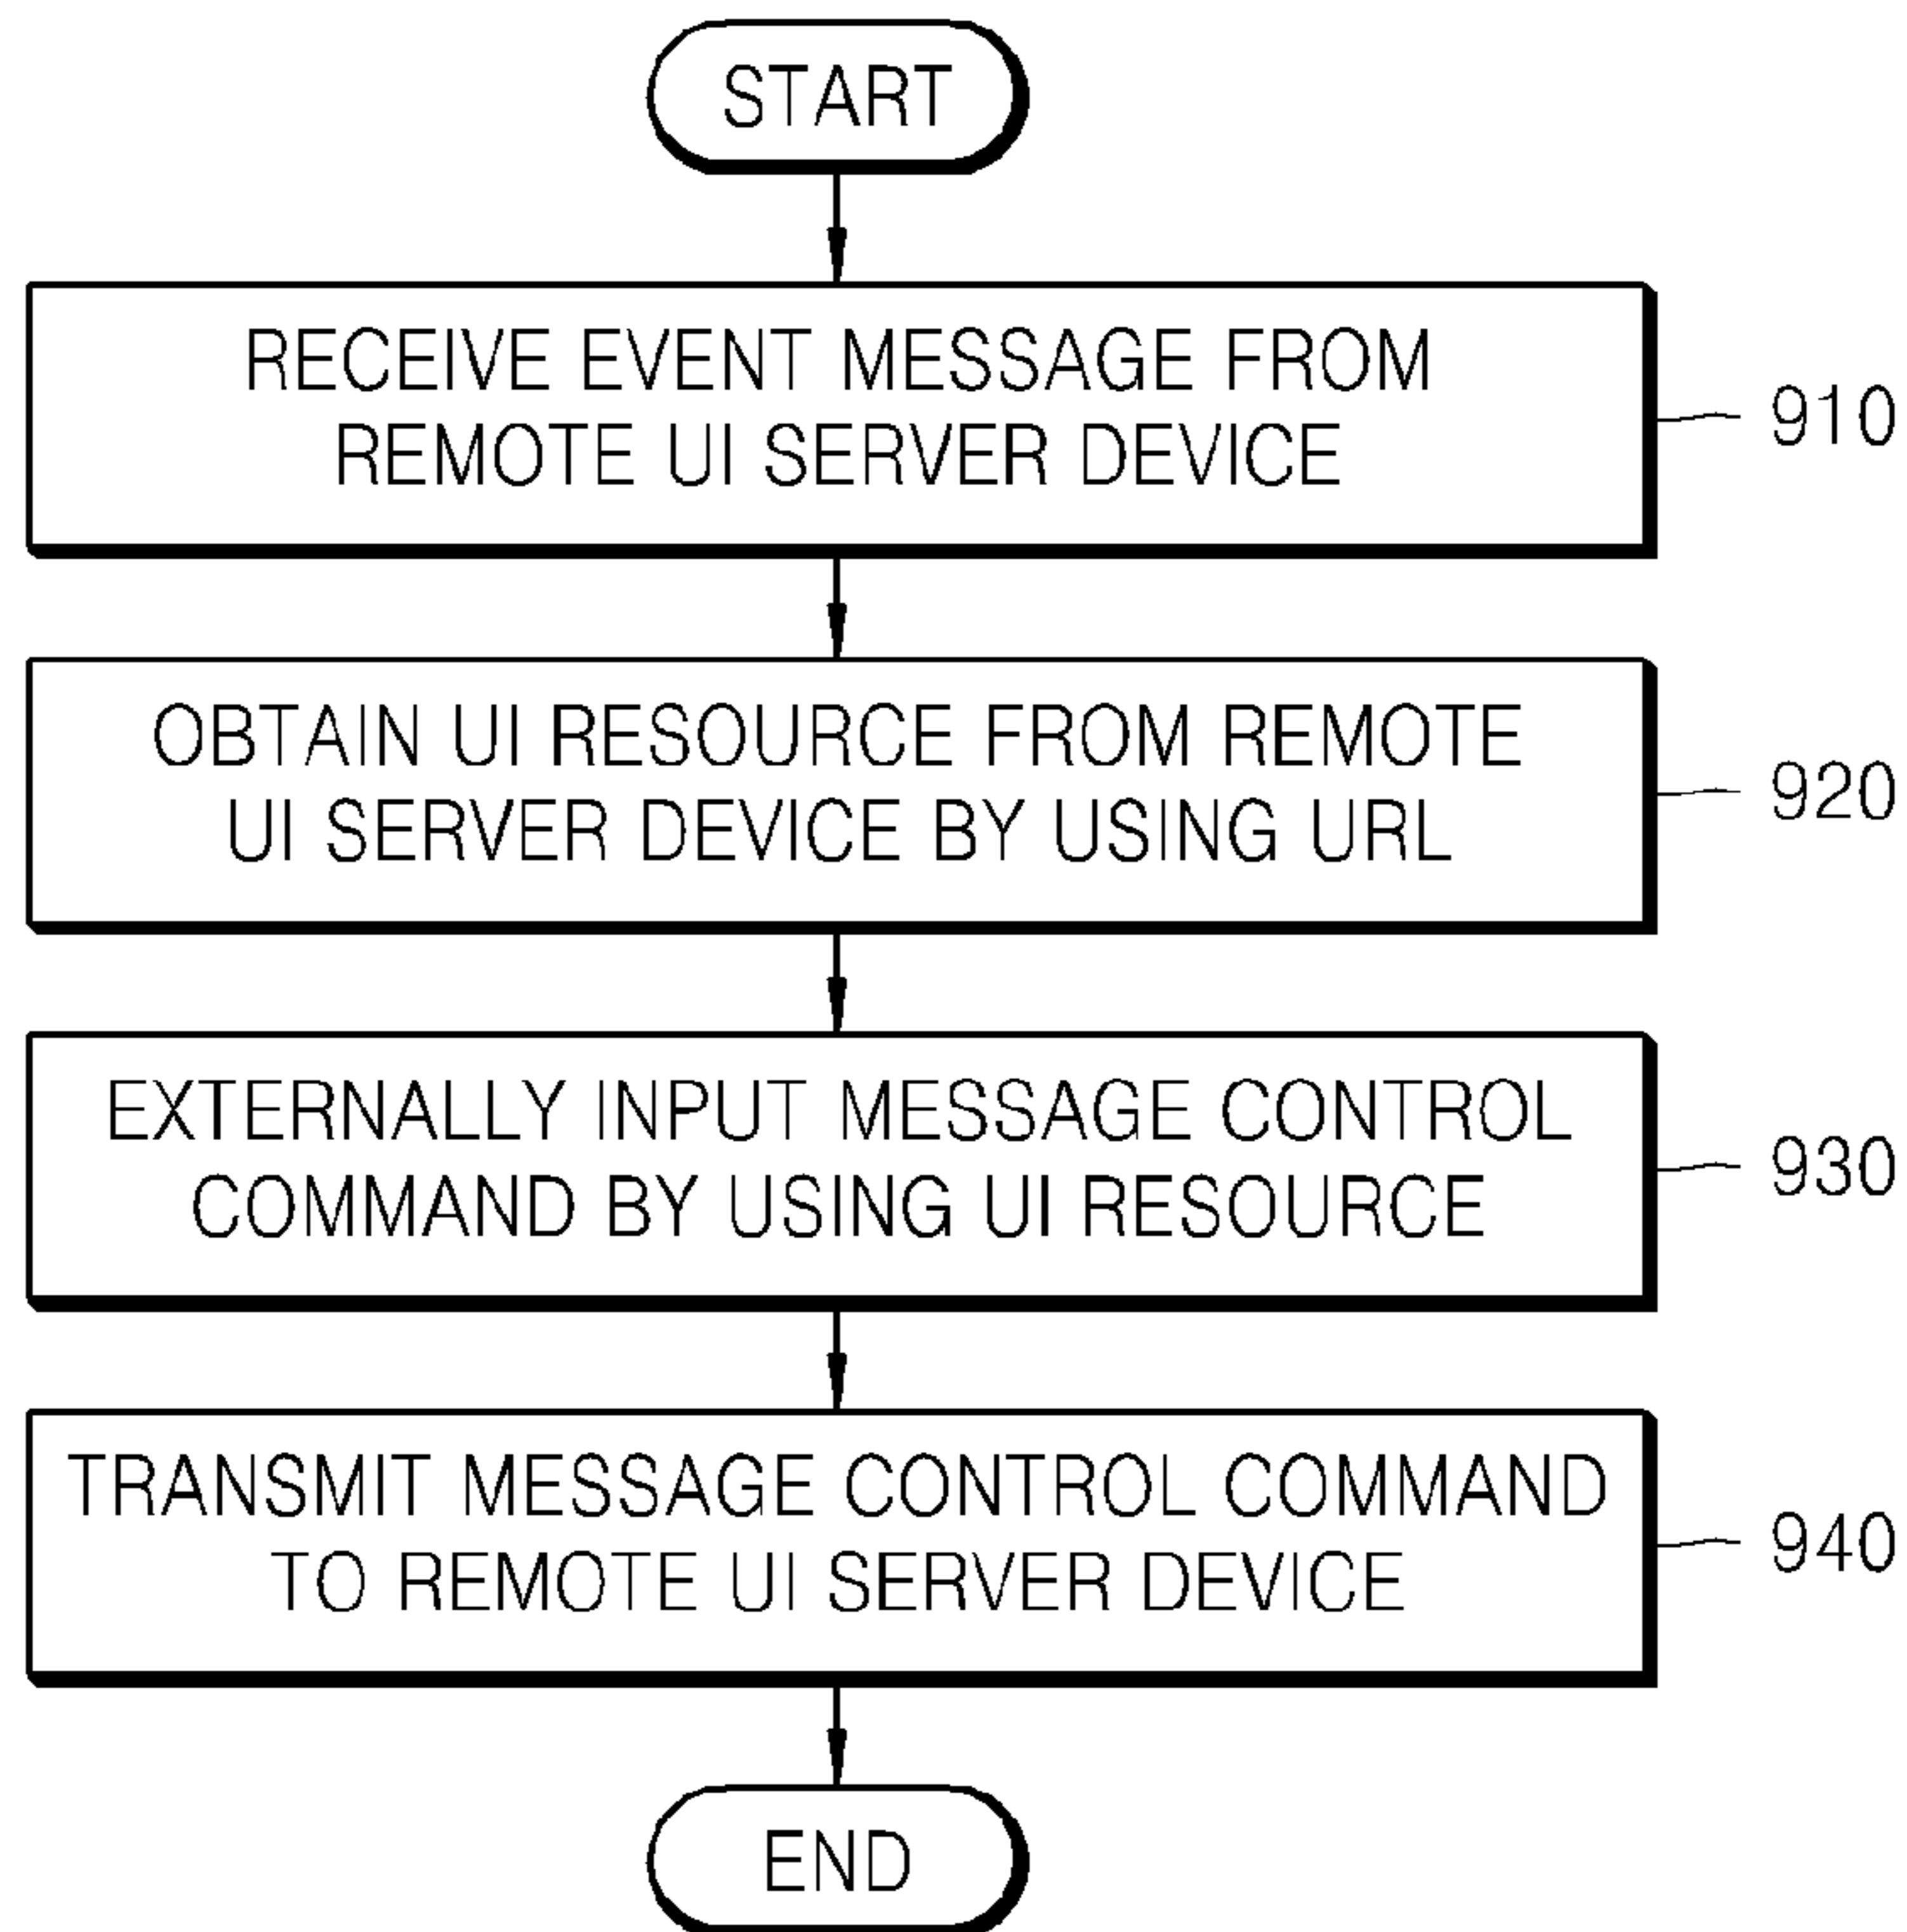 START
RECEIVE EVENT MESSAGE FROM
REMOTE UI SERVER DEVICE
910
OBTAIN UI RESOURCE FROM REMOTE
UI SERVER DEVICE BY USING URL
920
EXTERNALLY INPUT MESSAGE CONTROL
COMMAND BY USING UI RESOURCE
930
TRANSMIT MESSAGE CONTROL COMMAND
TO REMOTE UI SERVER DEVICE
940
END